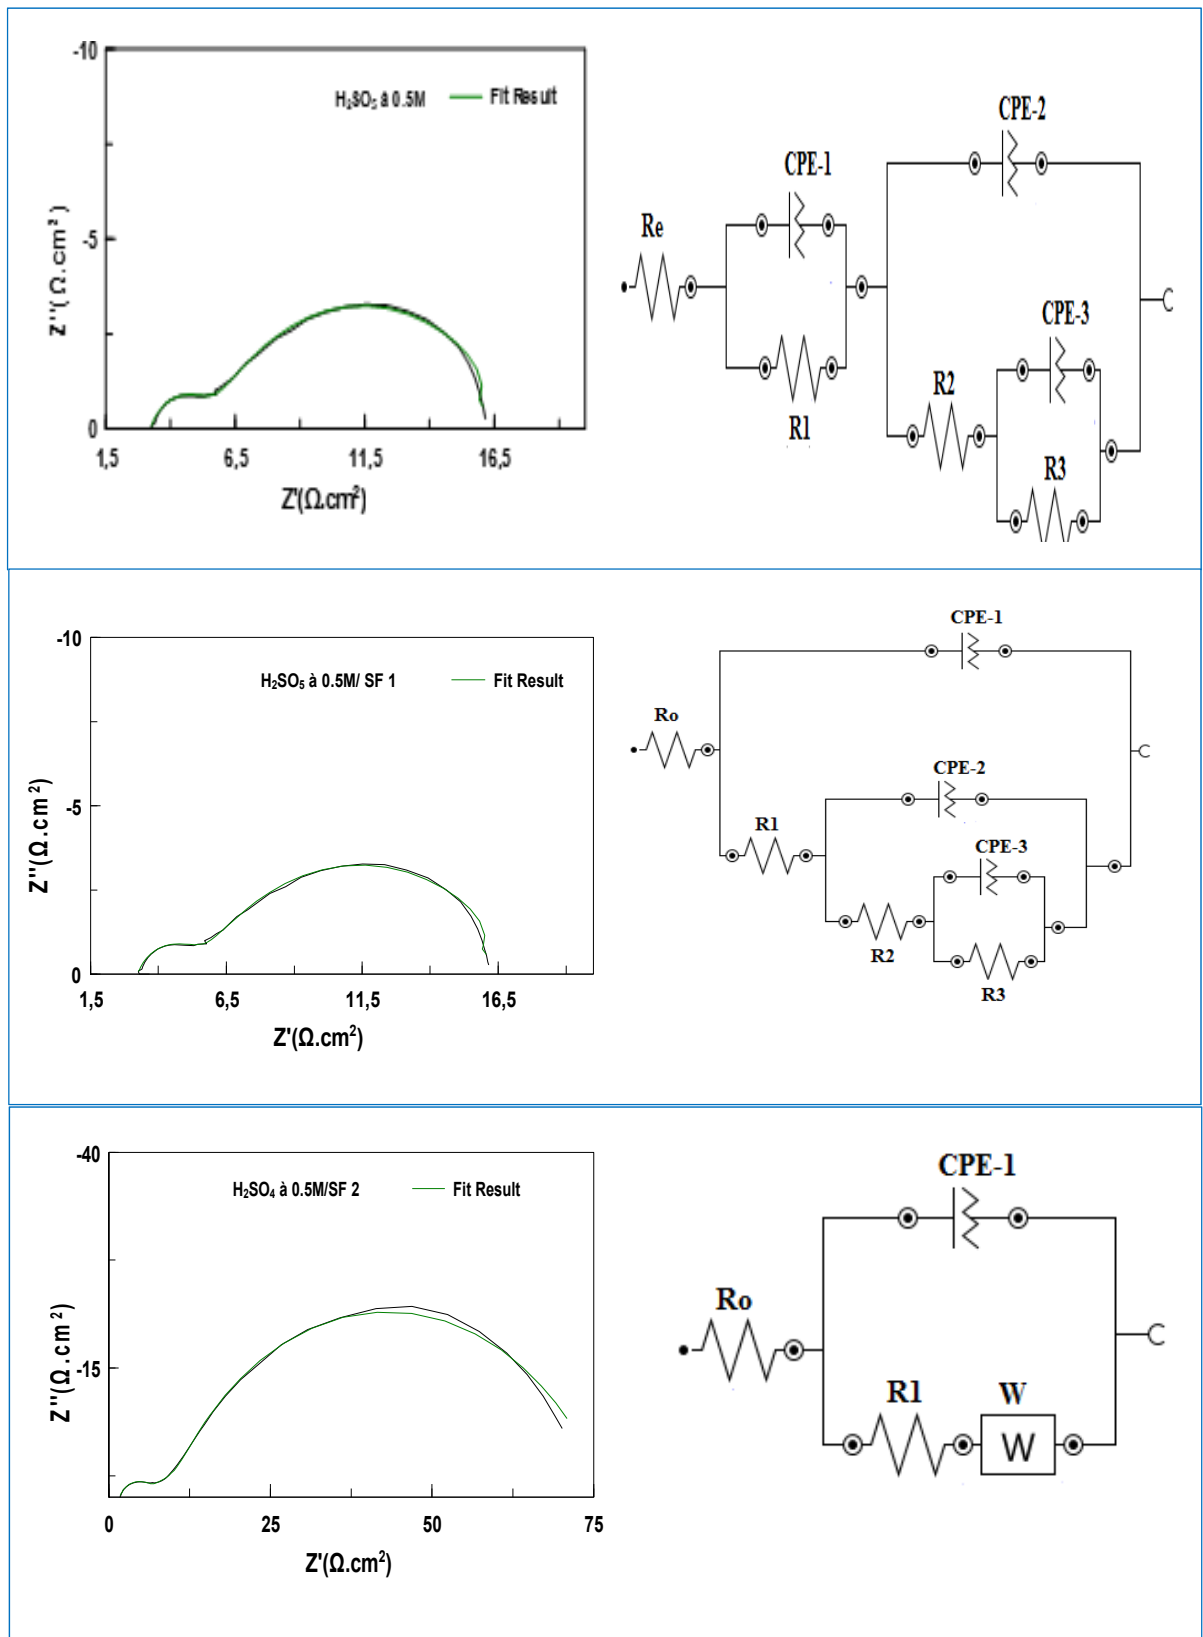 -10
H₂SO₅ à 0.5M Fit Result
Z''( Ω.cm²)
-5
0
1,5 6,5 11,5 16,5
Z'(Ω.cm²)
CPE-2
CPE-1
Re
CPE-3
R2
R1
R3
-10
H₂SO₅ à 0.5M/ SF 1 Fit Result
Z''(Ω.cm²)
-5
0
1,5 6,5 11,5 16,5
Z'(Ω.cm²)
CPE-1
Ro
CPE-2
R1
CPE-3
R2
R3
-40
H₂SO₄ à 0.5M/SF 2 Fit Result
Z''(Ω.cm²)
-15
0 25 50 75
Z'(Ω.cm²)
CPE-1
Ro
R1 W
W